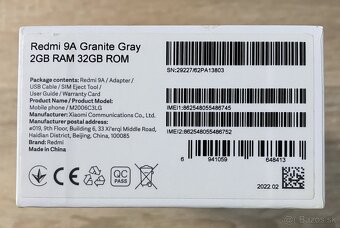 Redmi 9A Granite Gray
2GB RAM 32GB ROM
Package contents: Redmi 9A / Adapter /
USB Cable / SIM Eject Tool /
User Guide / Warranty Card
Product name/Model:
Mobile phone / M2006C3LG
Manufacturer: Xiaomi Communications Co., Ltd.
Manufacturer postal address:
#019, 9th Floor, Building 6, 33 Xi'erqi Middle Road,
Haidian District, Beijing, China, 100085
Brand: Redmi
Made in China
CE
QC
PASS
SN:29227/62PA13803
IMEI1:862548055486745
IMEI2:862548055486752
6 941059 648413
2022.02
bazos.sk